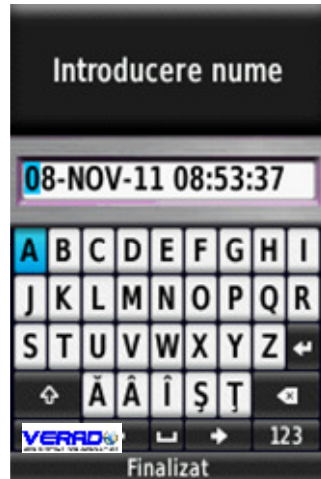 Introducere nume
08-NOV-11 08:53:37
A B C D E F G H I
J K L M N O P Q R
S T U V W X Y Z
Ă Â Î Ş Ţ
VERADO
123
Finalizat